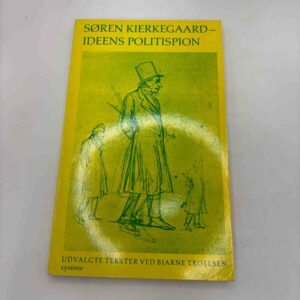 SØREN KIERKEGAARD –
IDEENS POLITISPION
UDVALGTE TEKSTER VED BJARNE TROELSEN
systime